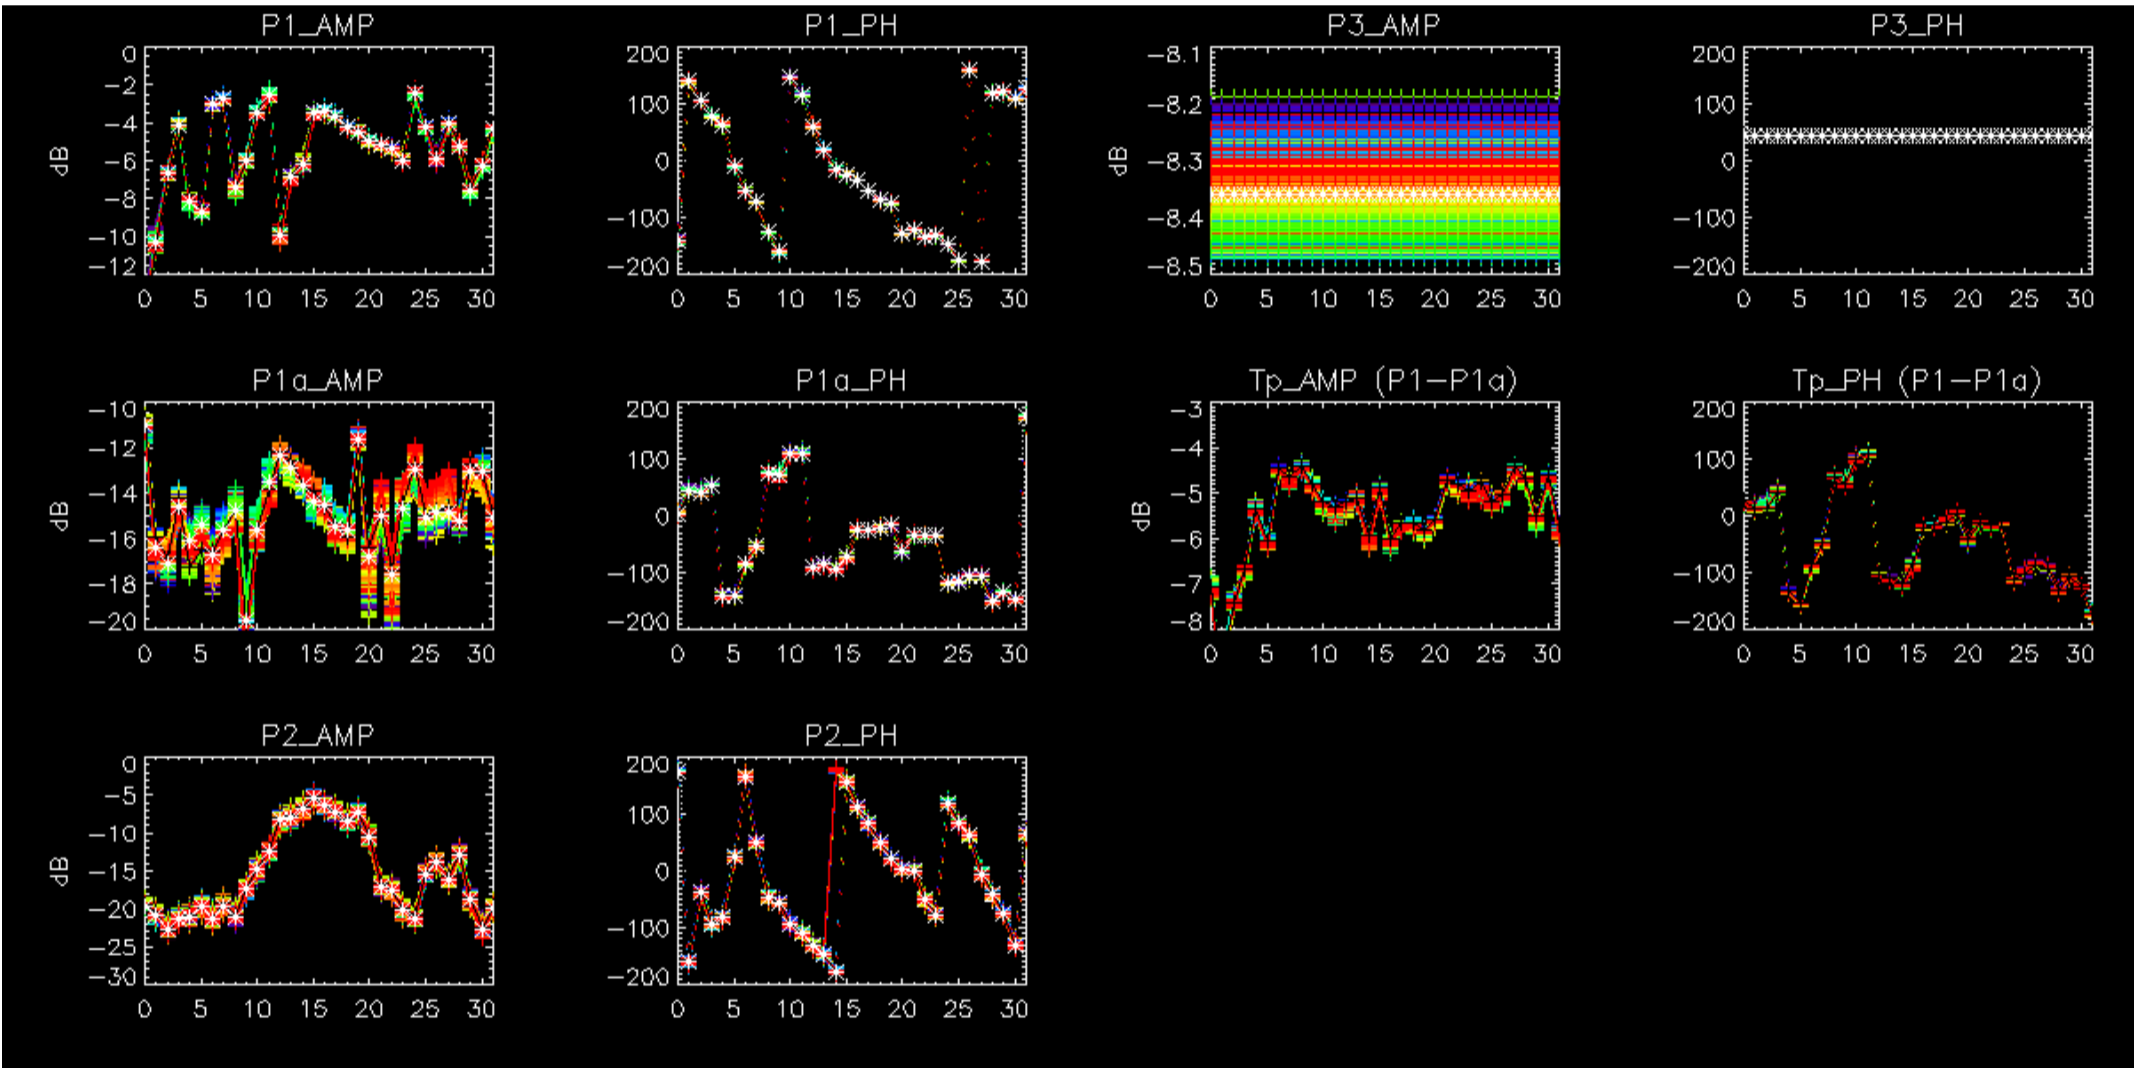 P1_AMP
P1_PH
P3_AMP
P3_PH
0
-2
-4
-6
-8
-10
-12
dB
0 5 10 15 20 25 30
200
100
0
-100
-200
0 5 10 15 20 25 30
-8.1
-8.2
-8.3
-8.4
-8.5
dB
0 5 10 15 20 25 30
200
100
0
-100
-200
0 5 10 15 20 25 30
P1a_AMP
P1a_PH
Tp_AMP (P1-P1a)
Tp_PH (P1-P1a)
-10
-12
-14
-16
-18
-20
dB
0 5 10 15 20 25 30
200
100
0
-100
-200
0 5 10 15 20 25 30
-3
-4
-5
-6
-7
-8
dB
0 5 10 15 20 25 30
200
100
0
-100
-200
0 5 10 15 20 25 30
P2_AMP
P2_PH
0
-5
-10
-15
-20
-25
-30
dB
0 5 10 15 20 25 30
200
100
0
-100
-200
0 5 10 15 20 25 30